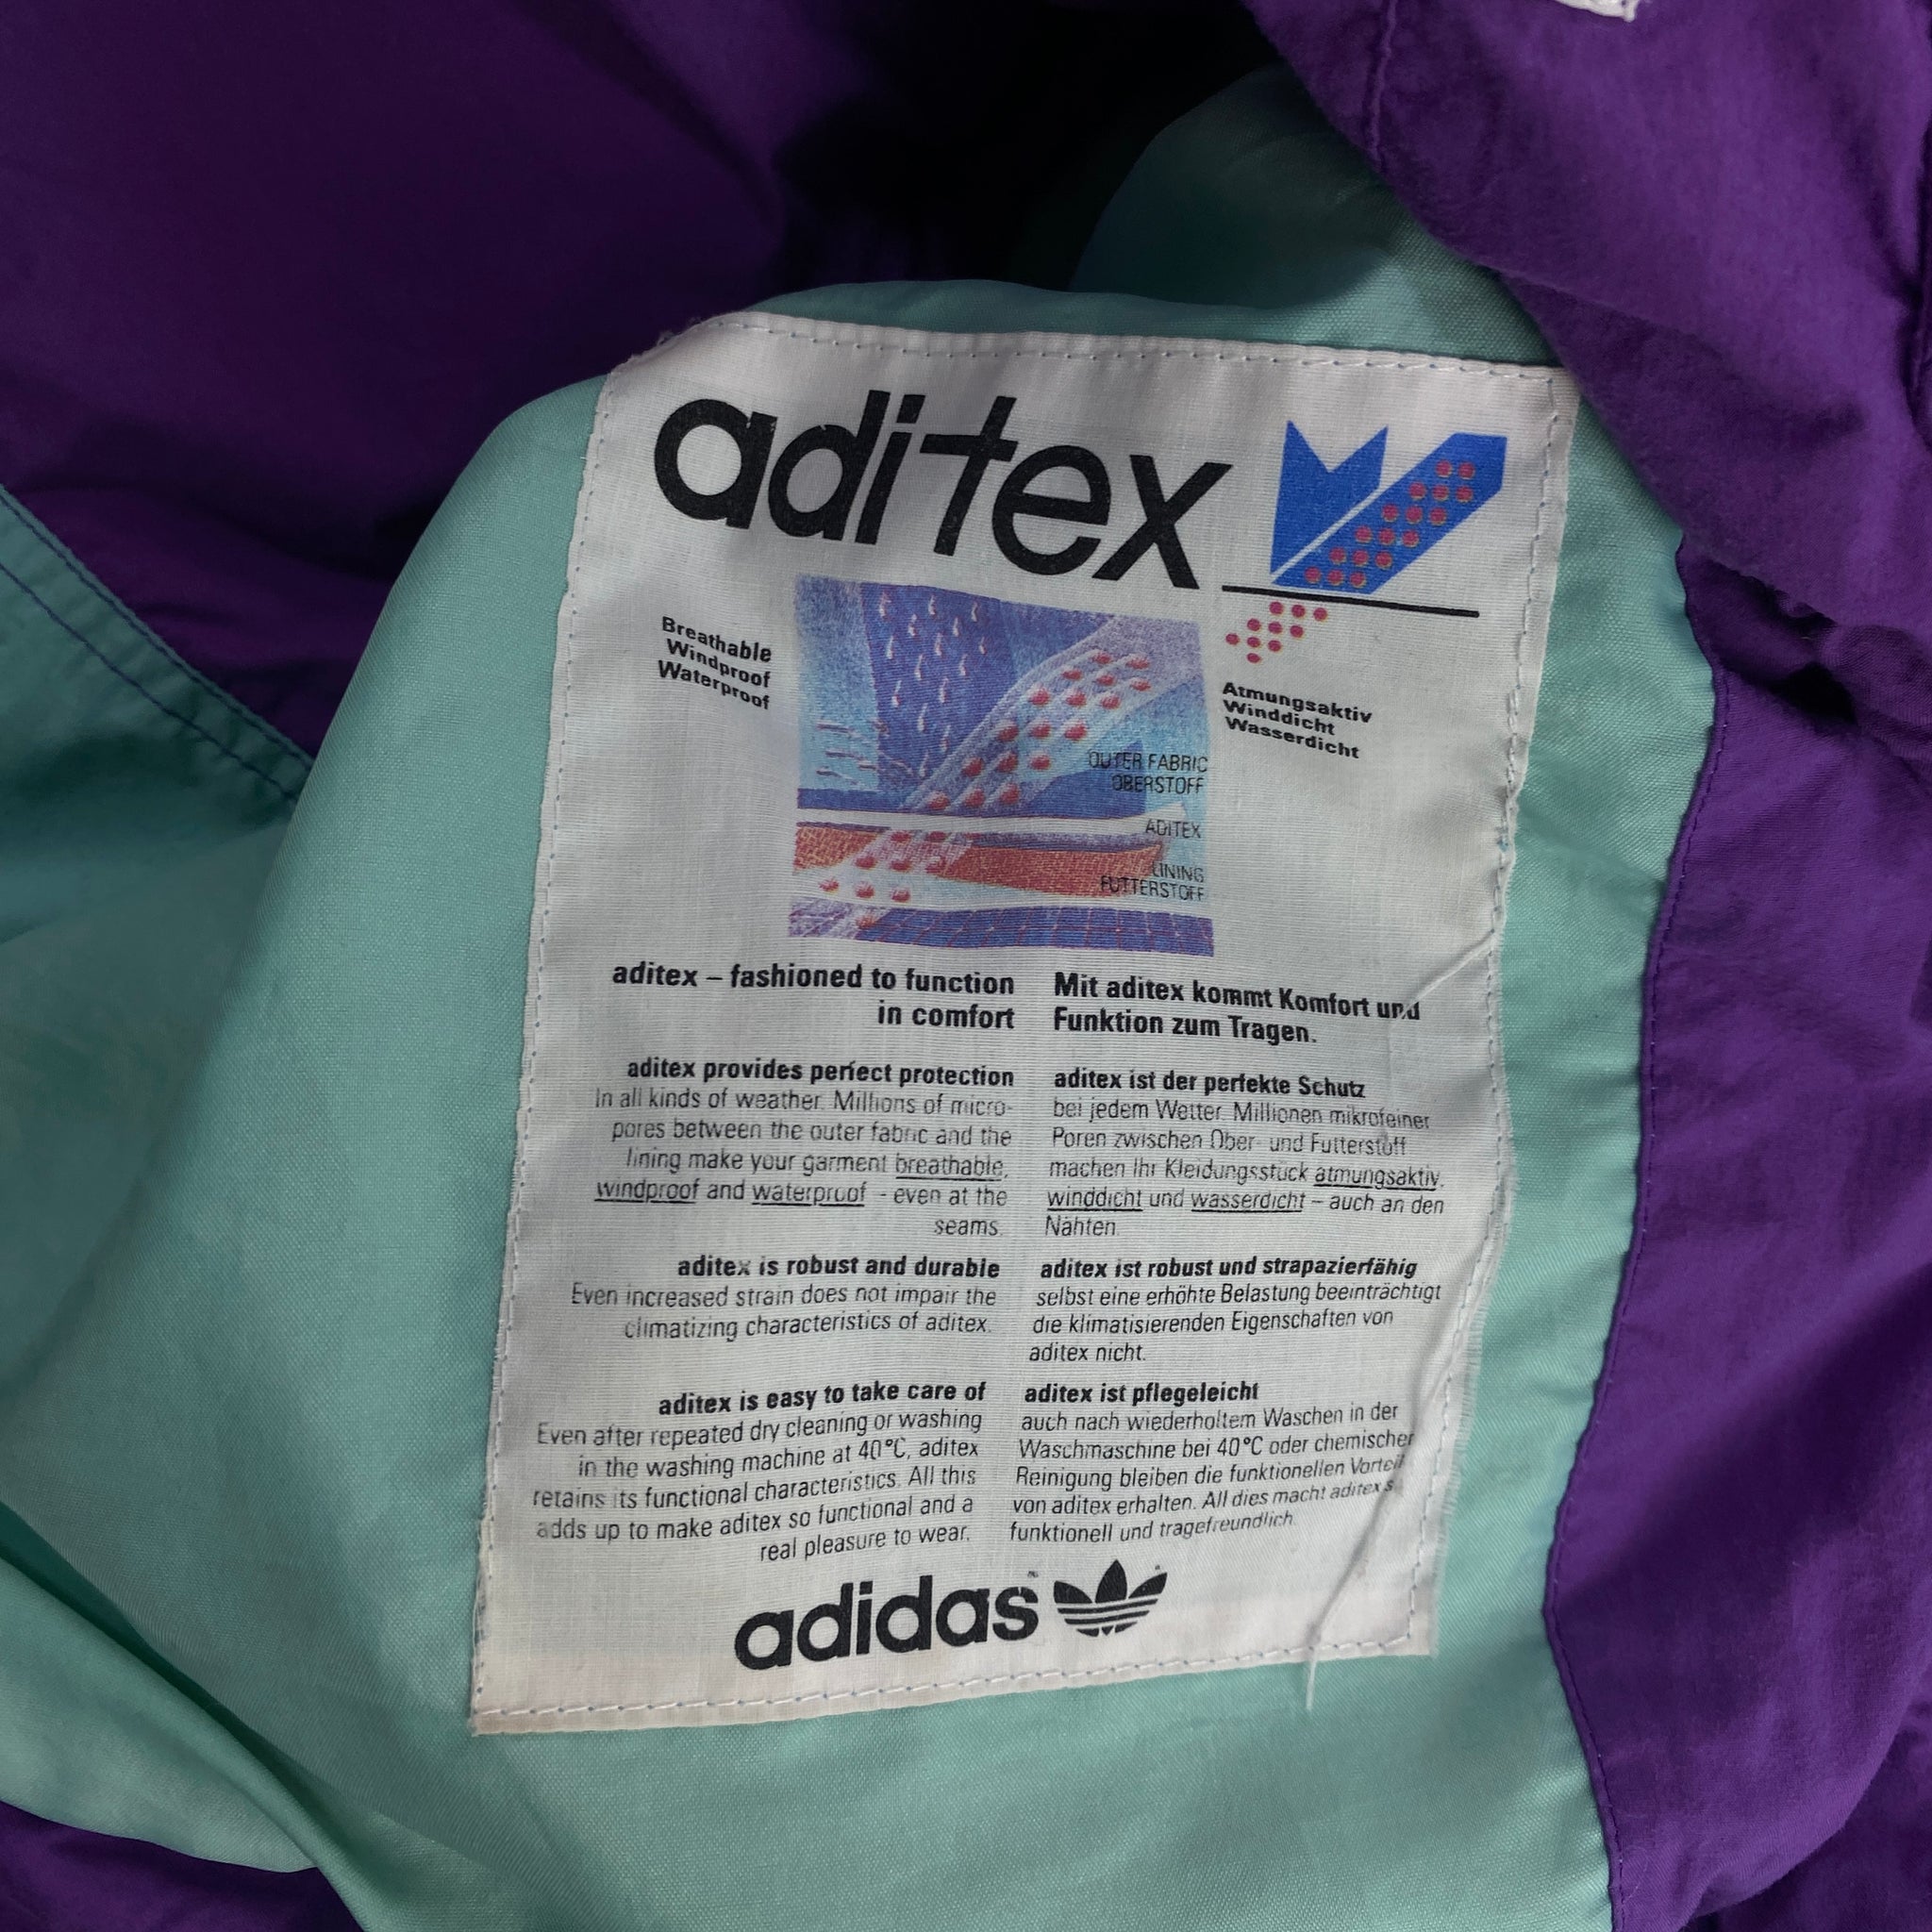 aditex
Breathable
Windproof
Waterproof
Atmungsaktiv
Winddicht
Wasserdicht
OUTER FABRIC
OBERSTOFF
ADITEX
LINING
FUTTERSTOFF
aditex – fashioned to function
in comfort
aditex provides perfect protection
In all kinds of weather. Millions of micro-
pores between the outer fabric and the
lining make your garment breathable,
windproof and waterproof - even at the
seams.
aditex is robust and durable
Even increased strain does not impair the
climatizing characteristics of aditex.
aditex is easy to take care of
Even after repeated dry cleaning or washing
in the washing machine at 40°C, aditex
retains its functional characteristics. All this
adds up to make aditex so functional and a
real pleasure to wear.
Mit aditex kommt Komfort und
Funktion zum Tragen.
aditex ist der perfekte Schutz
bei jedem Wetter. Millionen mikrofeiner
Poren zwischen Ober- und Futterstoff
machen Ihr Kleidungsstück atmungsaktiv,
winddicht und wasserdicht – auch an den
Nähten.
aditex ist robust und strapazierfähig
selbst eine erhöhte Belastung beeinträchtigt
die klimatisierenden Eigenschaften von
aditex nicht.
aditex ist pflegeleicht
auch nach wiederholtem Waschen in der
Waschmaschine bei 40°C oder chemischer
Reinigung bleiben die funktionellen
von aditex erhalten. All dies macht aditex
funktionell und tragefreundlich.
adidas